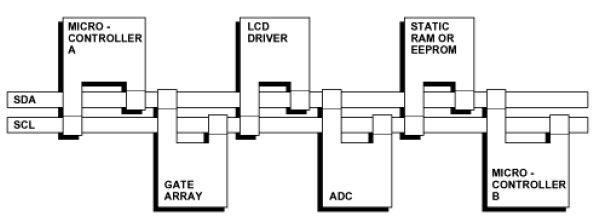 MICRO -
CONTROLLER
A
LCD
DRIVER
STATIC
RAM OR
EEPROM
SDA
SCL
GATE
ARRAY
ADC
MICRO -
CONTROLLER
B